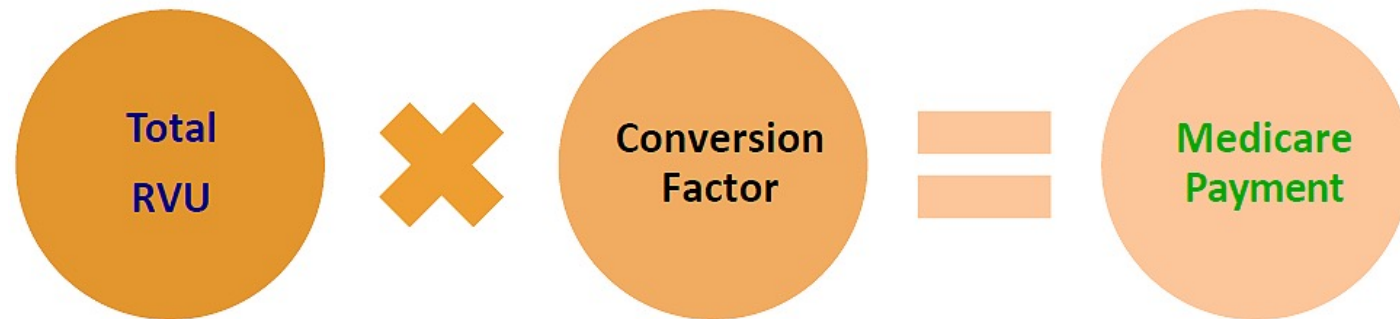 Total
RVU
Conversion
Factor
Medicare
Payment